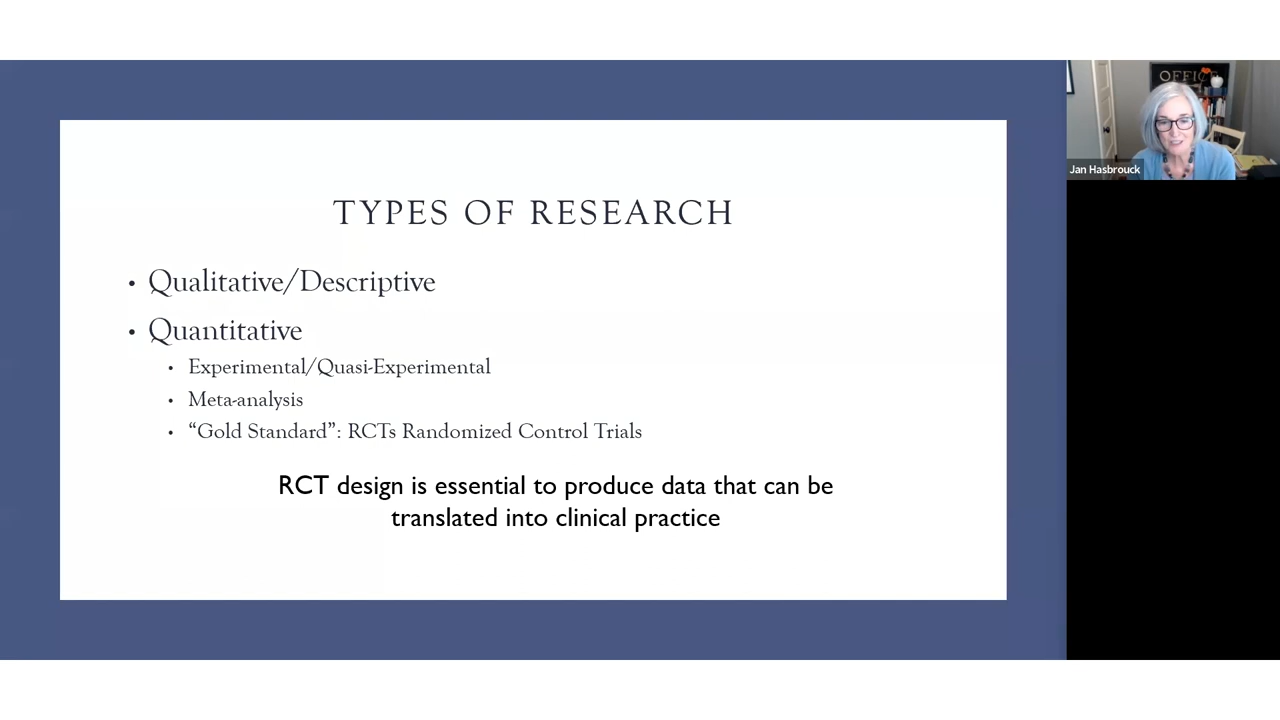 TYPES OF RESEARCH
• Qualitative/Descriptive
• Quantitative
• Experimental/Quasi-Experimental
• Meta-analysis
• “Gold Standard”: RCTs Randomized Control Trials
RCT design is essential to produce data that can be
translated into clinical practice
OFFICE
Jan Hasbrouck